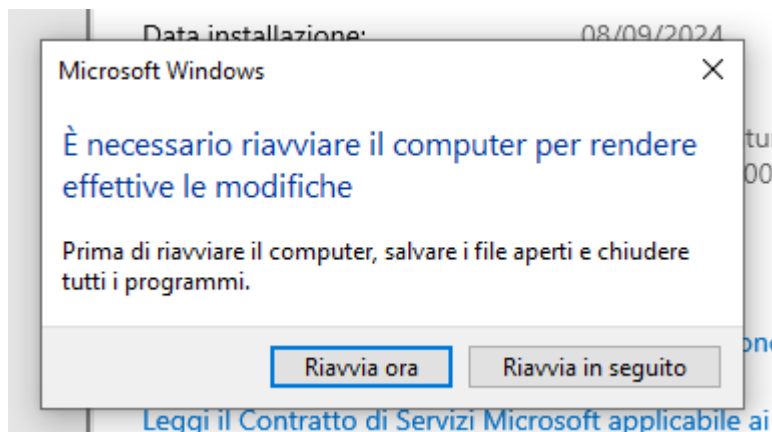 Data installazione: 08/09/2024
Microsoft Windows
È necessario riavviare il computer per rendere
effettive le modifiche
Prima di riavviare il computer, salvare i file aperti e chiudere
tutti i programmi.
Riavvia ora Riavvia in seguito
Leggi il Contratto di Servizi Microsoft applicabile ai